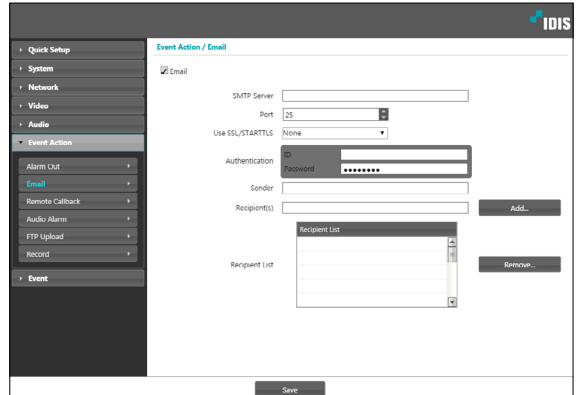 IDIS
Quick Setup
System
Network
Video
Audio
Event Action
Alarm Out
Email
Remote Callback
Audio Alarm
FTP Upload
Record
Event
Event Action / Email
Email
SMTP Server
Port 25
Use SSL/STARTTLS None
Authentication
ID
Password ••••••••
Sender
Recipient(s) Add...
Recipient List
Recipient List Remove...
Save